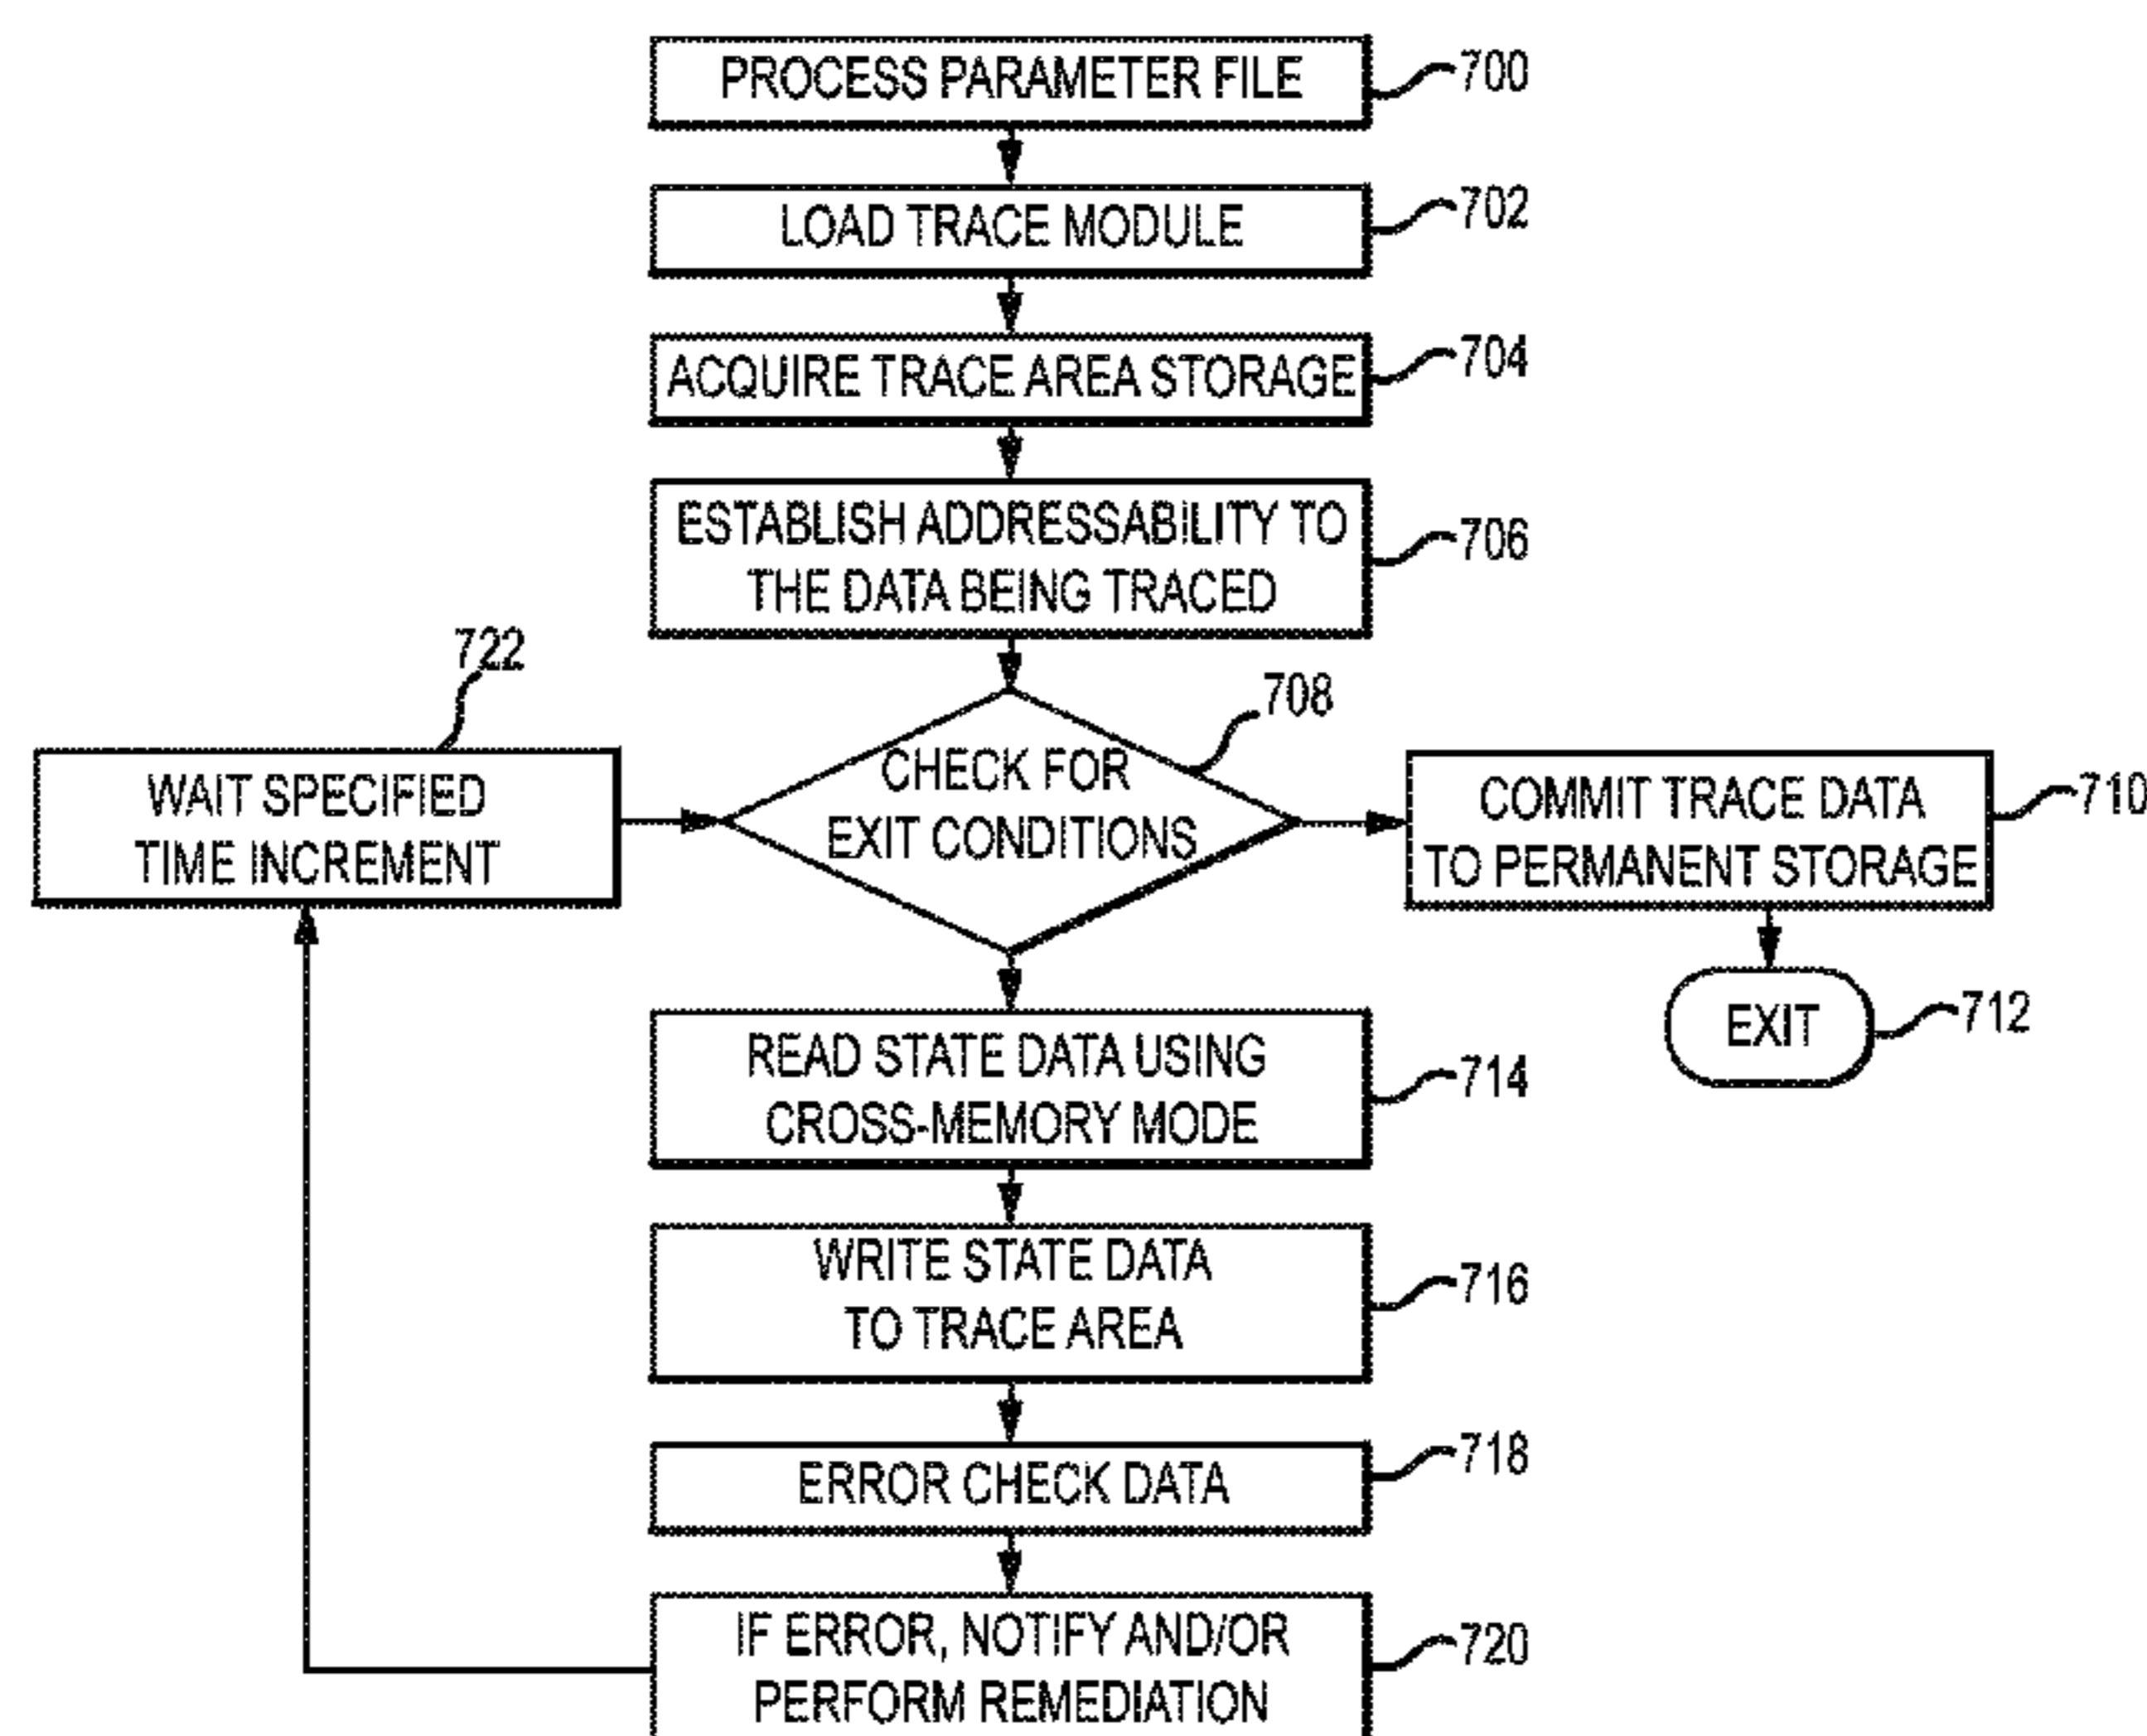 PROCESS PARAMETER FILE
700
LOAD TRACE MODULE
702
ACQUIRE TRACE AREA STORAGE
704
ESTABLISH ADDRESSABILITY TO
THE DATA BEING TRACED
706
722
WAIT SPECIFIED
TIME INCREMENT
708
CHECK FOR
EXIT CONDITIONS
COMMIT TRACE DATA
TO PERMANENT STORAGE
710
EXIT
712
READ STATE DATA USING
CROSS-MEMORY MODE
714
WRITE STATE DATA
TO TRACE AREA
716
ERROR CHECK DATA
718
IF ERROR, NOTIFY AND/OR
PERFORM REMEDIATION
720